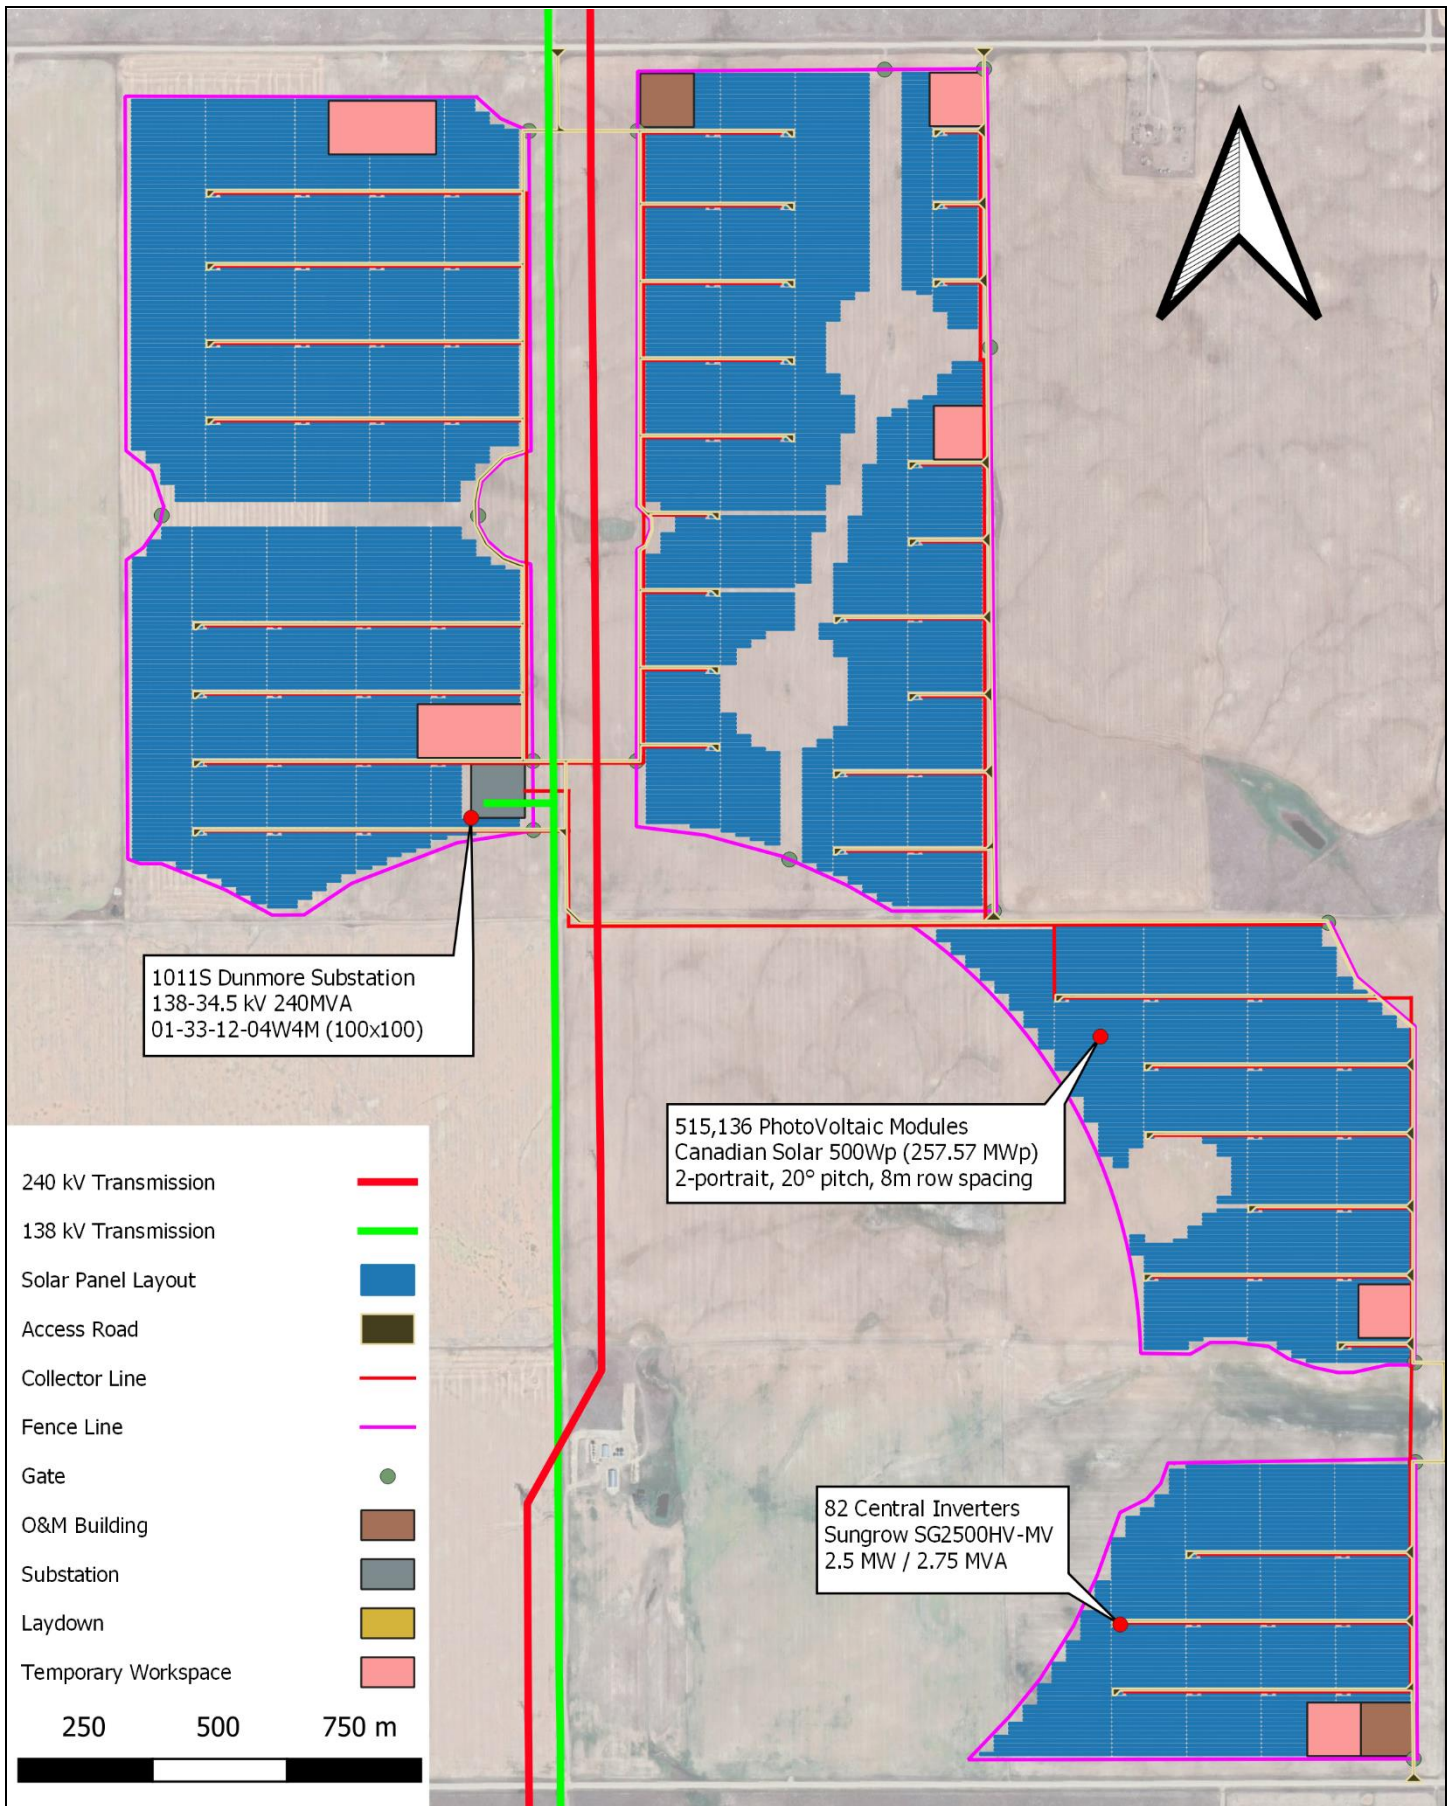 1011S Dunmore Substation
138-34.5 kV 240MVA
01-33-12-04W4M (100x100)
515,136 PhotoVoltaic Modules
Canadian Solar 500Wp (257.57 MWp)
2-portrait, 20° pitch, 8m row spacing
82 Central Inverters
Sungrow SG2500HV-MV
2.5 MW / 2.75 MVA
240 kV Transmission
138 kV Transmission
Solar Panel Layout
Access Road
Collector Line
Fence Line
Gate
O&M Building
Substation
Laydown
Temporary Workspace
250 500 750 m